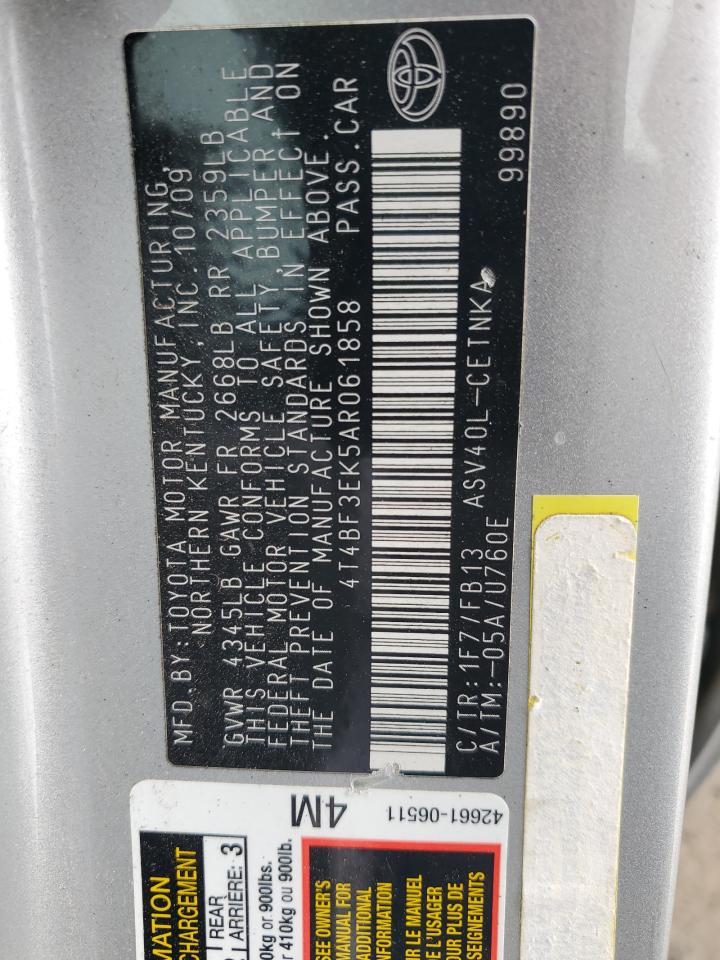 MFD.BY:TOYOTA MOTOR MANUFACTURING,
NORTHERN KENTUCKY,INC. 10/09
GVWR 4345LB GAWR FR 2668LB RR 2359LB
THIS VEHICLE CONFORMS TO ALL APPLICABLE
FEDERAL MOTOR VEHICLE SAFETY, BUMPER, AND
THEFT PREVENTION STANDARDS IN EFFECT ON
THE DATE OF MANUFACTURE SHOWN ABOVE.
4T4BF3EK5AR061858 PASS.CAR
C/TR:1F7/FB13 ASV40L-CETNKA
A/TM:-05A/U760E 99890
4M
42661-06511
MATION
CHARGEMENT
REAR
ARRIÈRE: 3
0kg or 900lbs.
r 410kg ou 900lb.
SEE OWNER'S
MANUAL FOR
ADDITIONAL
INFORMATION
IR LE MANUEL
E L'USAGER
OUR PLUS DE
SEIGNEMENTS